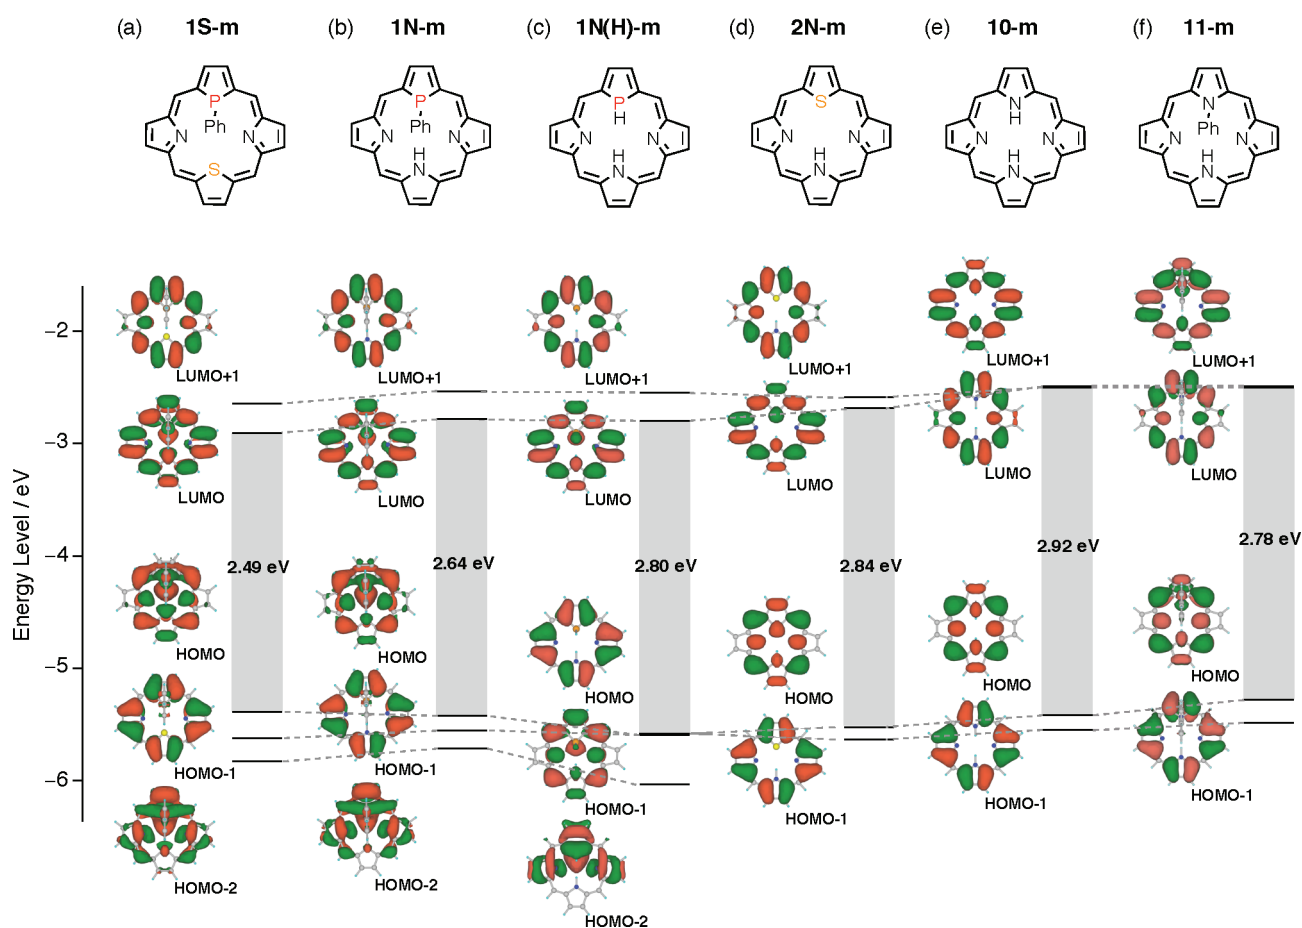 (a) 1S-m (b) 1N-m (c) 1N(H)-m (d) 2N-m (e) 10-m (f) 11-m
P Ph N N S
P Ph N N H N
P H N N H N
S N N H N
N H N N H N
N Ph N N H N
Energy Level / eV
−2
−3
−4
−5
−6
LUMO+1 LUMO+1 LUMO+1 LUMO+1 LUMO+1 LUMO+1
LUMO LUMO LUMO LUMO LUMO LUMO
2.49 eV 2.64 eV 2.80 eV 2.84 eV 2.92 eV 2.78 eV
HOMO HOMO HOMO HOMO HOMO HOMO
HOMO-1 HOMO-1 HOMO-1 HOMO-1 HOMO-1 HOMO-1
HOMO-2 HOMO-2 HOMO-2